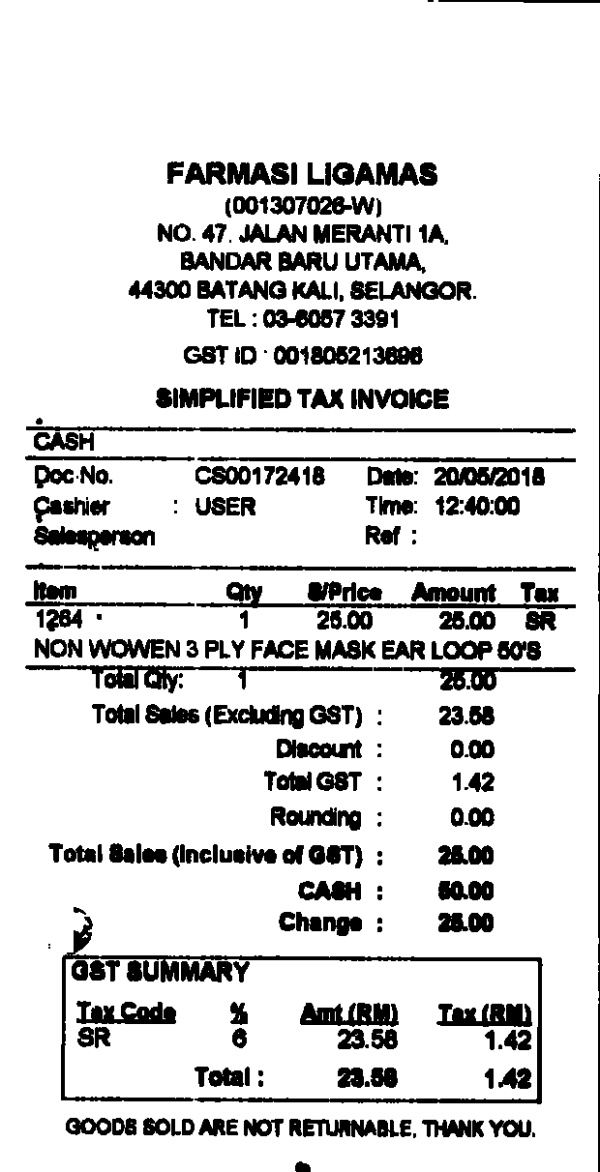 FARMASI LIGAMAS
(001307026-W)
NO. 47, JALAN MERANTI 1A,
BANDAR BARU UTAMA,
44300 BATANG KALI, SELANGOR.
TEL : 03-6057 3391
GST ID : 001805213696
SIMPLIFIED TAX INVOICE
CASH
Doc No. CS00172418 Date: 20/05/2018
Cashier : USER Time: 12:40:00
Salesperson Ref :
Item Qty S/Price Amount Tax
1264 1 25.00 25.00 SR
NON WOWEN 3 PLY FACE MASK EAR LOOP 50'S
Total Qty: 1 25.00
Total Sales (Excluding GST) : 23.58
Discount : 0.00
Total GST : 1.42
Rounding : 0.00
Total Sales (Inclusive of GST) : 25.00
CASH : 50.00
Change : 25.00
GST SUMMARY
Tax Code % Amt (RM) Tax (RM)
SR 6 23.58 1.42
Total : 23.58 1.42
GOODS SOLD ARE NOT RETURNABLE, THANK YOU.